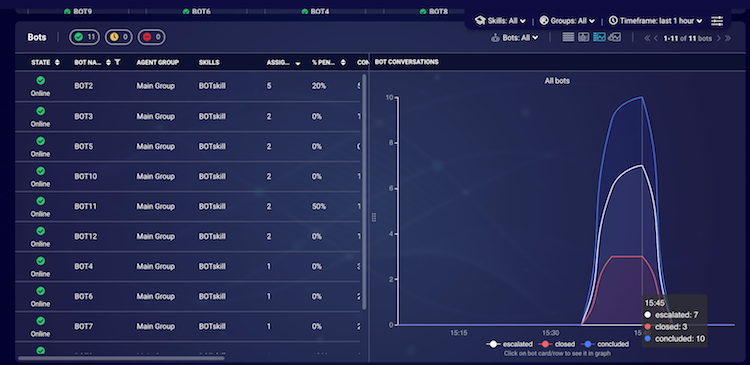 BOT9 BOT6 BOT4 BOT8
Skills: All Groups: All Timeframe: last 1 hour
Bots 11 0 0 Bots: All 1-11 of 11 bots
STATE BOT NA... AGENT GROUP SKILLS ASSIG... % PEN... CON
Online BOT2 Main Group BOTskill 5 20% 5
Online BOT3 Main Group BOTskill 2 0% 1
Online BOT5 Main Group BOTskill 2 0%
Online BOT10 Main Group BOTskill 2 0% 1
Online BOT11 Main Group BOTskill 2 50% 1
Online BOT12 Main Group BOTskill 2 0% 1
Online BOT4 Main Group BOTskill 1 0% 3
Online BOT6 Main Group BOTskill 1 0% 2
Online BOT7 Main Group BOTskill 1 0% 2
BOT CONVERSATIONS
All bots
10
8
6
4
2
0
15:15 15:30
15:45
escalated: 7
closed: 3
concluded: 10
escalated closed concluded
Click on bot card/row to see it in graph